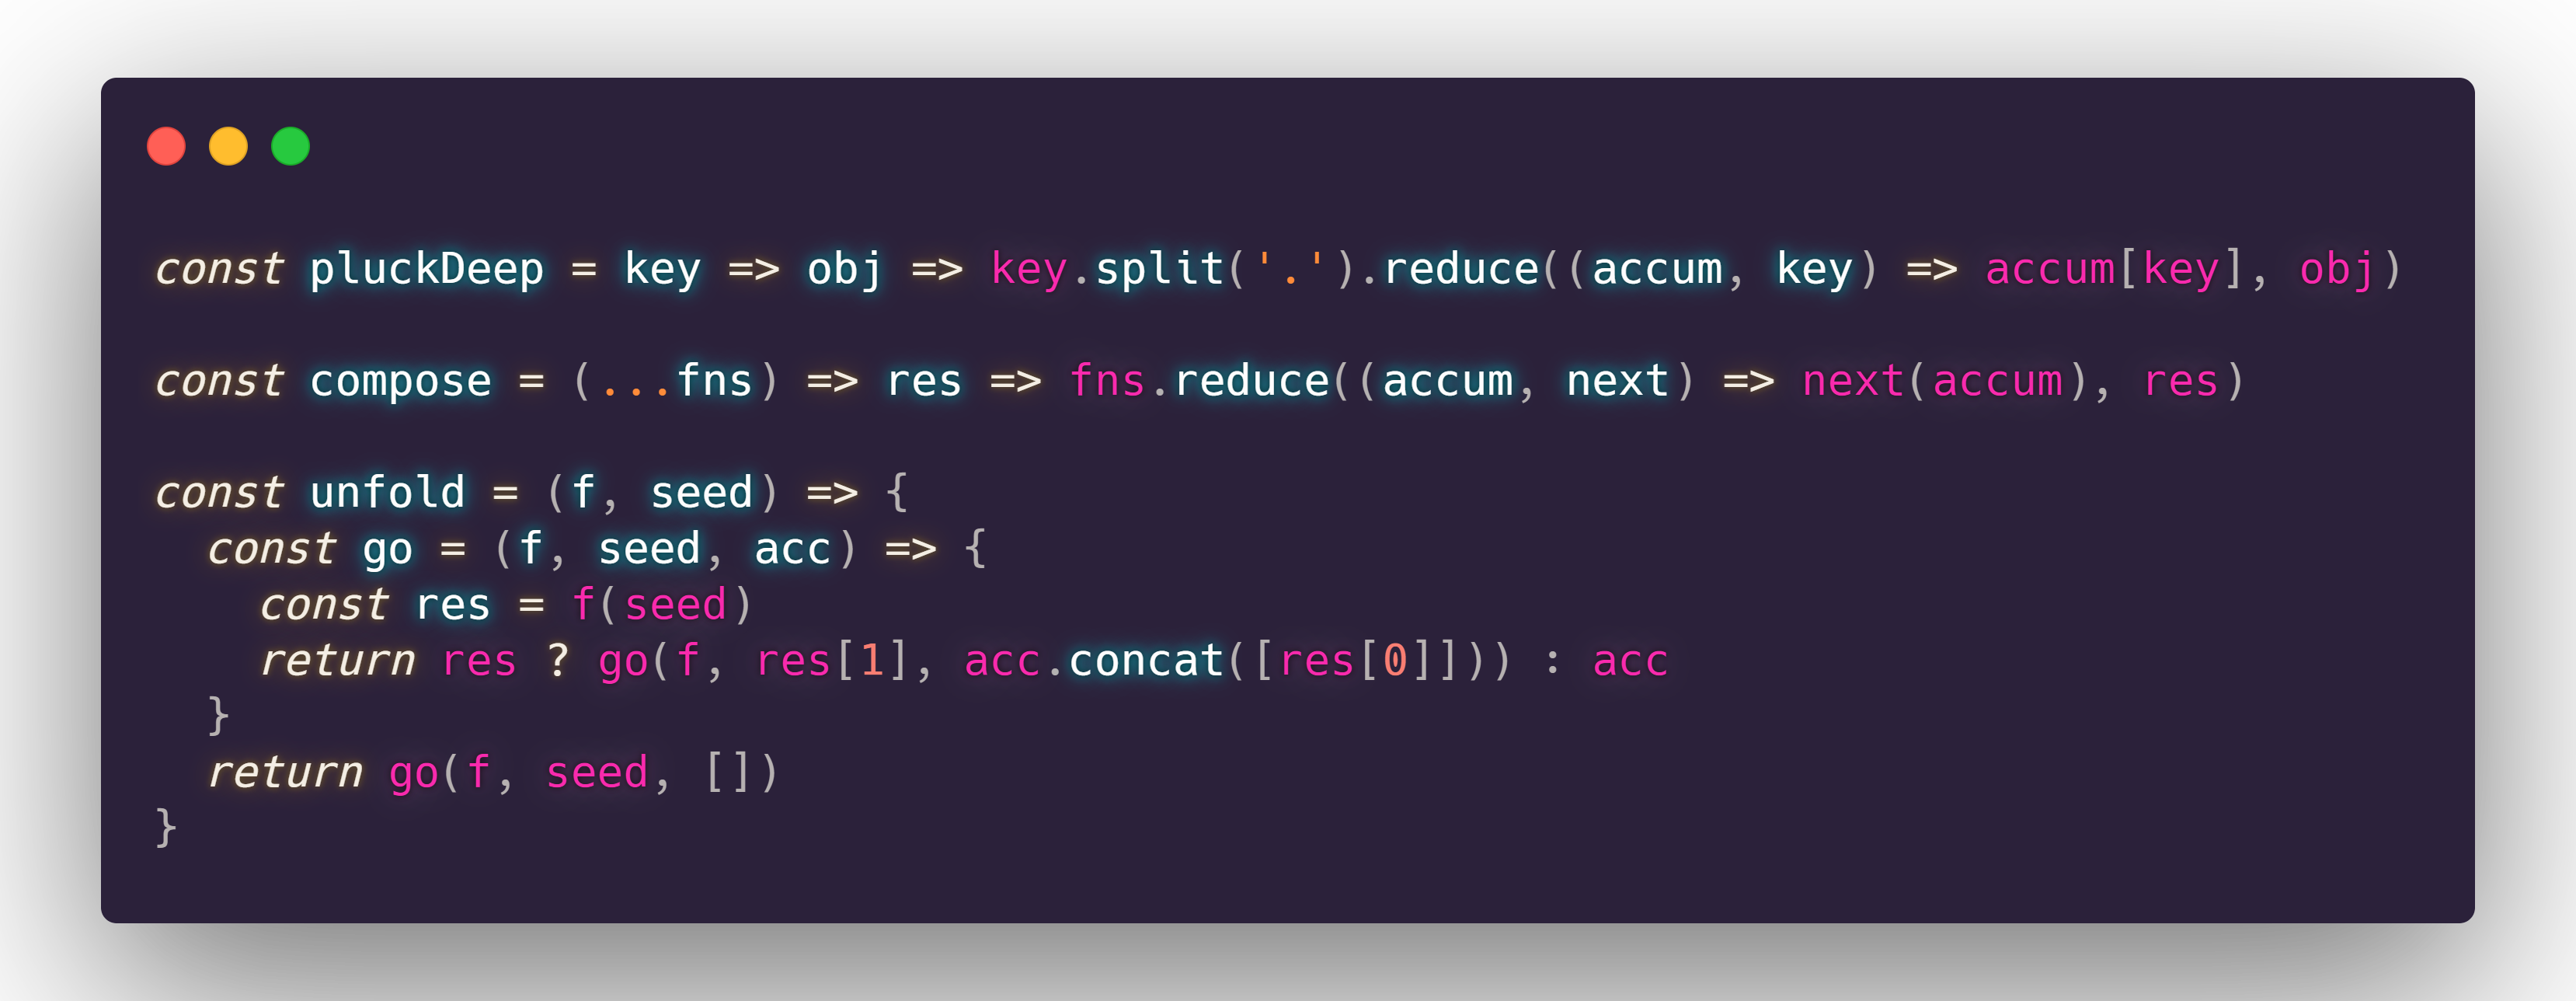 const pluckDeep = key => obj => key.split('.').reduce((accum, key) => accum[key], obj)
const compose = (...fns) => res => fns.reduce((accum, next) => next(accum), res)
const unfold = (f, seed) => {
  const go = (f, seed, acc) => {
    const res = f(seed)
    return res ? go(f, res[1], acc.concat([res[0]])) : acc
  }
  return go(f, seed, [])
}